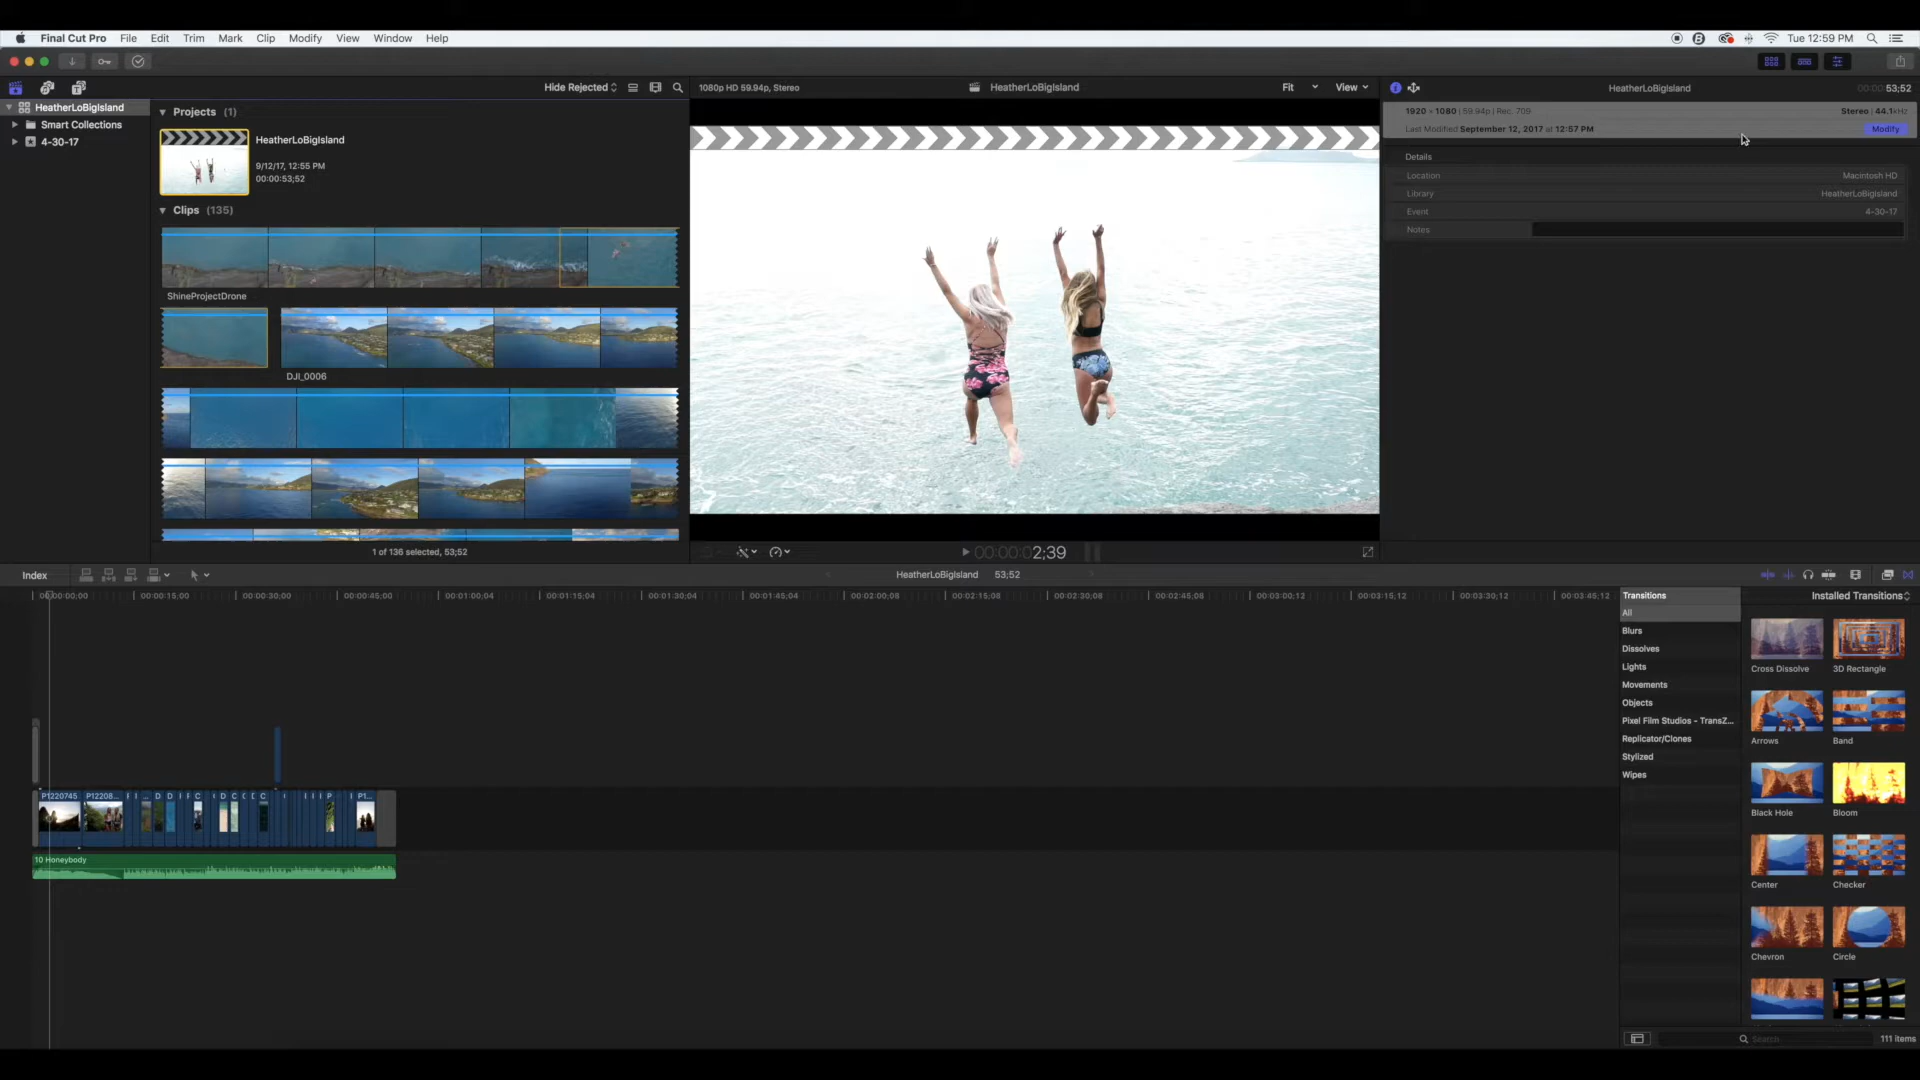 Final Cut Pro File Edit Trim Mark Clip Modify View Window Help
Tue 12:59 PM
Hide Rejected
1080p HD 59.94p, Stereo
HeatherLoBigIsland
Fit
View
HeatherLoBigIsland
53;52
HeatherLoBigIsland
Smart Collections
4-30-17
Projects (1)
HeatherLoBigIsland
9/12/17, 12:55 PM
00:00:53;52
Clips (135)
ShineProjectDrone
DJI_0006
1 of 136 selected, 53;52
00:00:00:02;39
1920 × 1080 | 59.94p | Rec. 709
Stereo | 44.1kHz
Last Modified September 12, 2017 at 12:57 PM
Modify
Details
Location Macintosh HD
Library HeatherLoBigIsland
Event 4-30-17
Notes
Index
HeatherLoBigIsland 53;52
00:00:00;00 00:00:15;00 00:00:30;00 00:00:45;00 00:01:00;04 00:01:15;04 00:01:30;04 00:01:45;04 00:02:00;08 00:02:15;08 00:02:30;08 00:02:45;08 00:03:00;12 00:03:15;12 00:03:30;12 00:03:45;12
P1220745 P12208...
P1...
10 Honeybody
Transitions
All
Blurs
Dissolves
Lights
Movements
Objects
Pixel Film Studios - TransZ...
Replicator/Clones
Stylized
Wipes
Installed Transitions
Cross Dissolve 3D Rectangle
Arrows Band
Black Hole Bloom
Center Checker
Chevron Circle
Search
111 items